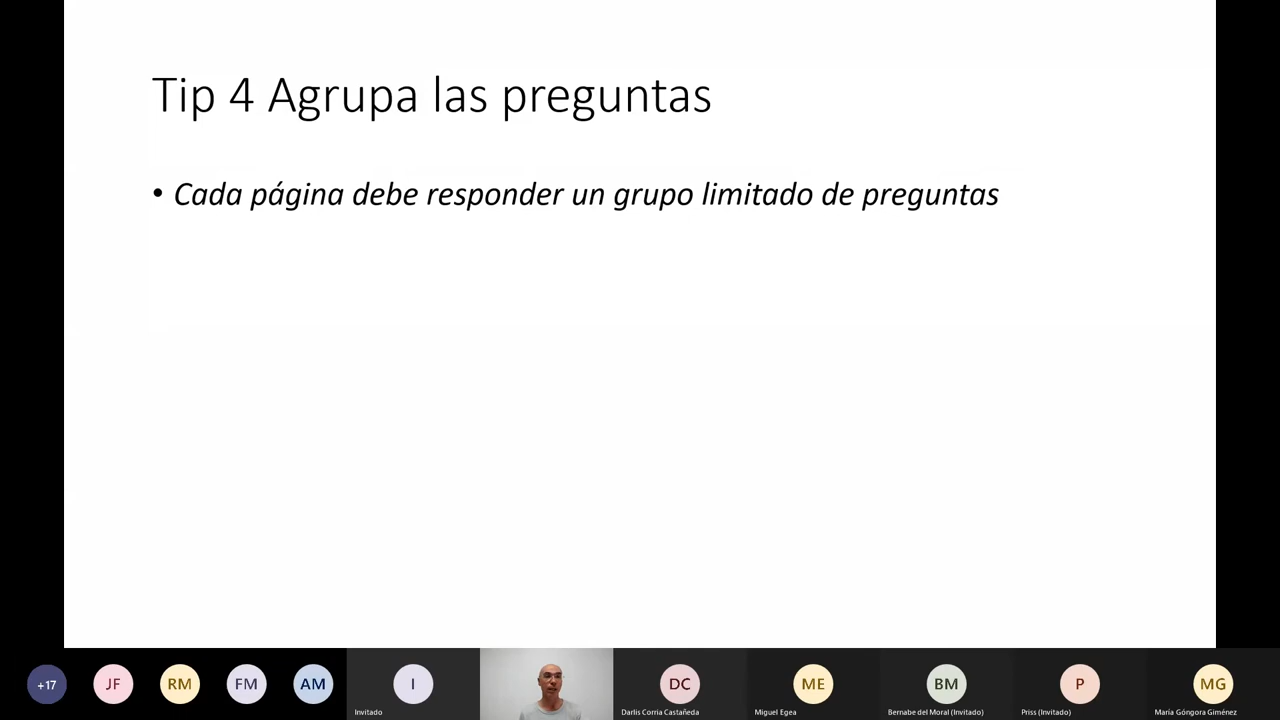 Tip 4 Agrupa las preguntas
• Cada página debe responder un grupo limitado de preguntas
+17
JF
RM
FM
AM
I
Invitado
DC
Darlis Corria Castañeda
ME
Miguel Egea
BM
Bernabe del Moral (Invitado)
P
Priss (Invitado)
MG
María Góngora Giménez